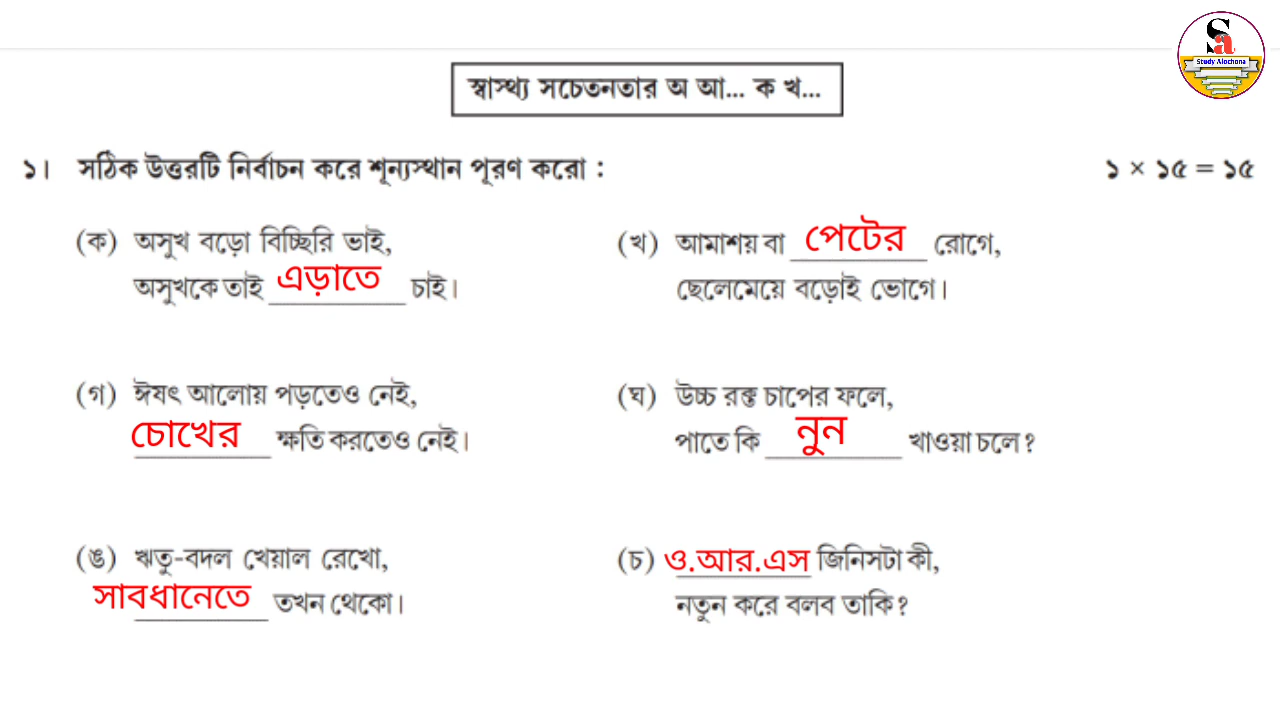 Sa
Study Alochona
স্বাস্থ্য সচেতনতার অ আ... ক খ...
১। সঠিক উত্তরটি নির্বাচন করে শূন্যস্থান পূরণ করো : ১ × ১৫ = ১৫
(ক) অসুখ বড়ো বিচ্ছিরি ভাই,
অসুখকে তাই এড়াতে চাই।
(খ) আমাশয় বা পেটের রোগে,
ছেলেমেয়ে বড়োই ভোগে।
(গ) ঈষৎ আলোয় পড়তেও নেই,
চোখের ক্ষতি করতেও নেই।
(ঘ) উচ্চ রক্ত চাপের ফলে,
পাতে কি নুন খাওয়া চলে?
(ঙ) ঋতু-বদল খেয়াল রেখো,
সাবধানেতে তখন থেকো।
(চ) ও.আর.এস জিনিসটা কী,
নতুন করে বলব তাকি?